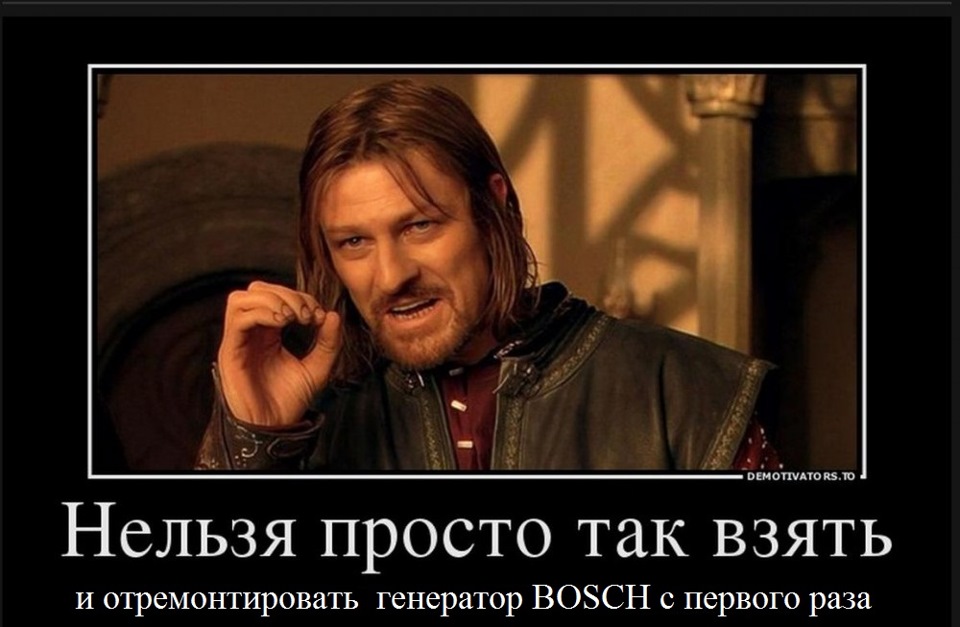 DEMOTIVATORS.TO
Нельзя просто так взять
и отремонтировать генератор BOSCH с первого раза